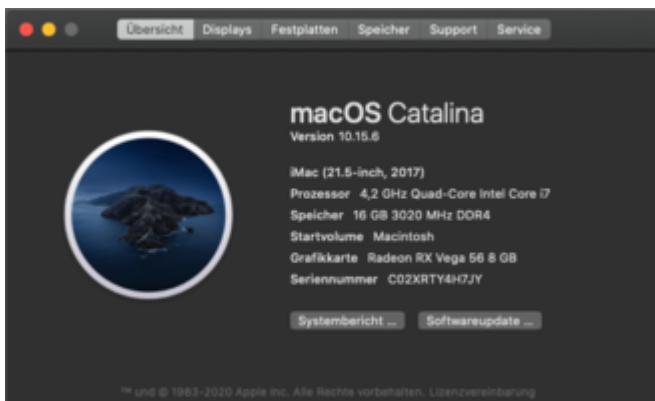 Übersicht Displays Festplatten Speicher Support Service
macOS Catalina
Version 10.15.6
iMac (21.5-inch, 2017)
Prozessor 4,2 GHz Quad-Core Intel Core i7
Speicher 16 GB 3020 MHz DDR4
Startvolume Macintosh
Grafikkarte Radeon RX Vega 56 8 GB
Seriennummer C02XRTY4H7JY
Systembericht ... Softwareupdate ...
™ und © 1983-2020 Apple Inc. Alle Rechte vorbehalten. Lizenzvereinbarung